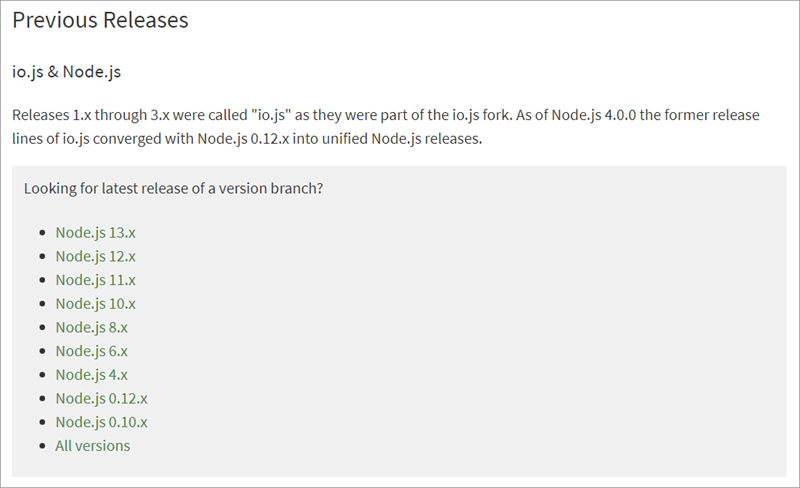 Previous Releases
io.js & Node.js
Releases 1.x through 3.x were called "io.js" as they were part of the io.js fork. As of Node.js 4.0.0 the former release
lines of io.js converged with Node.js 0.12.x into unified Node.js releases.
Looking for latest release of a version branch?
Node.js 13.x
Node.js 12.x
Node.js 11.x
Node.js 10.x
Node.js 8.x
Node.js 6.x
Node.js 4.x
Node.js 0.12.x
Node.js 0.10.x
All versions